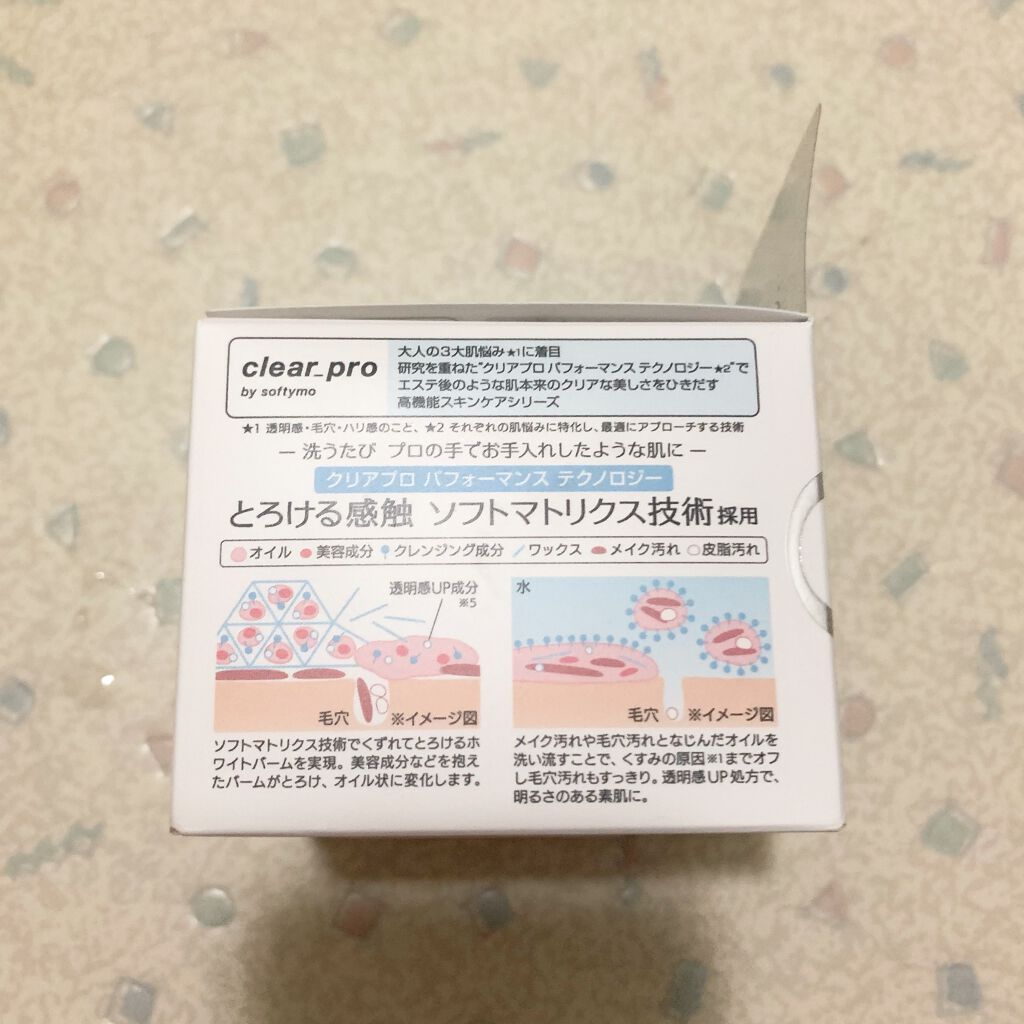 clear_pro
by softymo
大人の3大肌悩み★1に着目
研究を重ねた"クリアプロ パフォーマンス テクノロジー★2"で
エステ後のような肌本来のクリアな美しさをひきだす
高機能スキンケアシリーズ
★1 透明感・毛穴・ハリ感のこと、★2 それぞれの肌悩みに特化し、最適にアプローチする技術
― 洗うたび プロの手でお手入れしたような肌に ―
クリアプロ パフォーマンス テクノロジー
とろける感触 ソフトマトリクス技術採用
オイル 美容成分 クレンジング成分 ワックス メイク汚れ 皮脂汚れ
透明感UP成分
※5
毛穴 ※イメージ図
ソフトマトリクス技術でくずれてとろけるホ
ワイトバームを実現。美容成分などを抱え
たバームがとろけ、オイル状に変化します。
水
毛穴 ※イメージ図
メイク汚れや毛穴汚れとなじんだオイルを
洗い流すことで、くすみの原因※1までオフ
し毛穴汚れもすっきり。透明感UP処方で、
明るさのある素肌に。